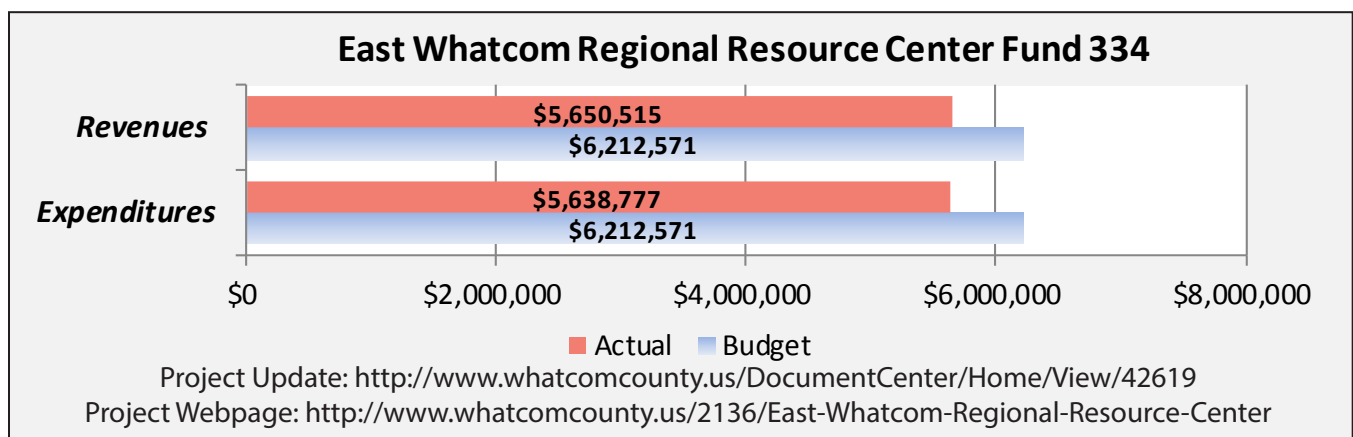 East Whatcom Regional Resource Center Fund 334
Revenues
$5,650,515
$6,212,571
Expenditures
$5,638,777
$6,212,571
$0 $2,000,000 $4,000,000 $6,000,000 $8,000,000
Actual Budget
Project Update: http://www.whatcomcounty.us/DocumentCenter/Home/View/42619
Project Webpage: http://www.whatcomcounty.us/2136/East-Whatcom-Regional-Resource-Center